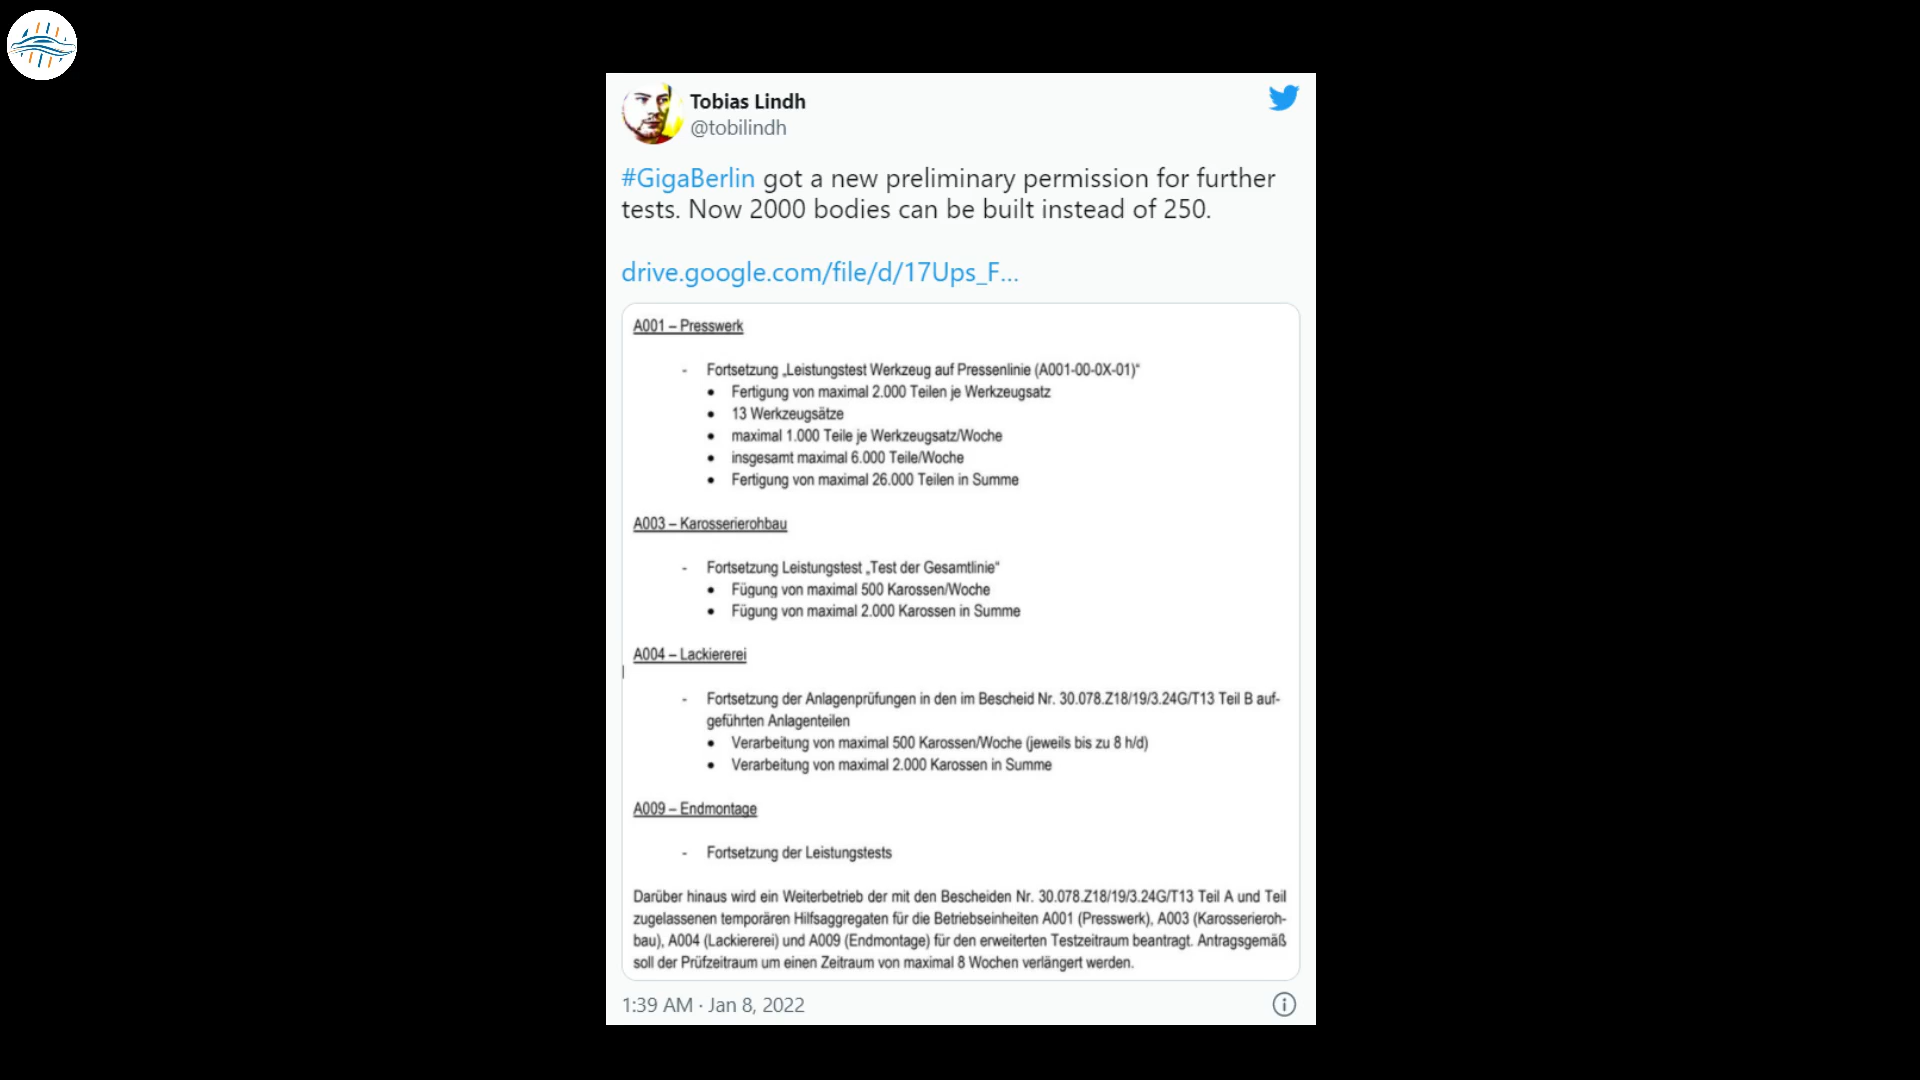 Tobias Lindh
@tobilindh
#GigaBerlin got a new preliminary permission for further
tests. Now 2000 bodies can be built instead of 250.
drive.google.com/file/d/17Ups_F...
A001 – Presswerk
- Fortsetzung „Leistungstest Werkzeug auf Pressenlinie (A001-00-0X-01)“
• Fertigung von maximal 2.000 Teilen je Werkzeugsatz
• 13 Werkzeugsätze
• maximal 1.000 Teile je Werkzeugsatz/Woche
• insgesamt maximal 6.000 Teile/Woche
• Fertigung von maximal 26.000 Teilen in Summe
A003 – Karosserierohbau
- Fortsetzung Leistungstest „Test der Gesamtlinie“
• Fügung von maximal 500 Karossen/Woche
• Fügung von maximal 2.000 Karossen in Summe
A004 – Lackiererei
- Fortsetzung der Anlagenprüfungen in den im Bescheid Nr. 30.078.Z18/19/3.24G/T13 Teil B auf-
geführten Anlagenteilen
• Verarbeitung von maximal 500 Karossen/Woche (jeweils bis zu 8 h/d)
• Verarbeitung von maximal 2.000 Karossen in Summe
A009 – Endmontage
- Fortsetzung der Leistungstests
Darüber hinaus wird ein Weiterbetrieb der mit den Bescheiden Nr. 30.078.Z18/19/3.24G/T13 Teil A und Teil
zugelassenen temporären Hilfsaggregaten für die Betriebseinheiten A001 (Presswerk), A003 (Karosserieroh-
bau), A004 (Lackiererei) und A009 (Endmontage) für den erweiterten Testzeitraum beantragt. Antragsgemäß
soll der Prüfzeitraum um einen Zeitraum von maximal 8 Wochen verlängert werden.
1:39 AM · Jan 8, 2022